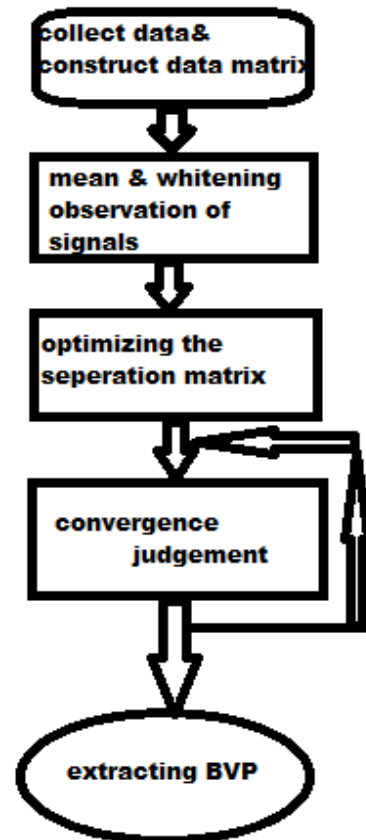 collect data&
construct data matrix
mean & whitening
observation of
signals
optimizing the
seperation matrix
convergence
judgement
extracting BVP